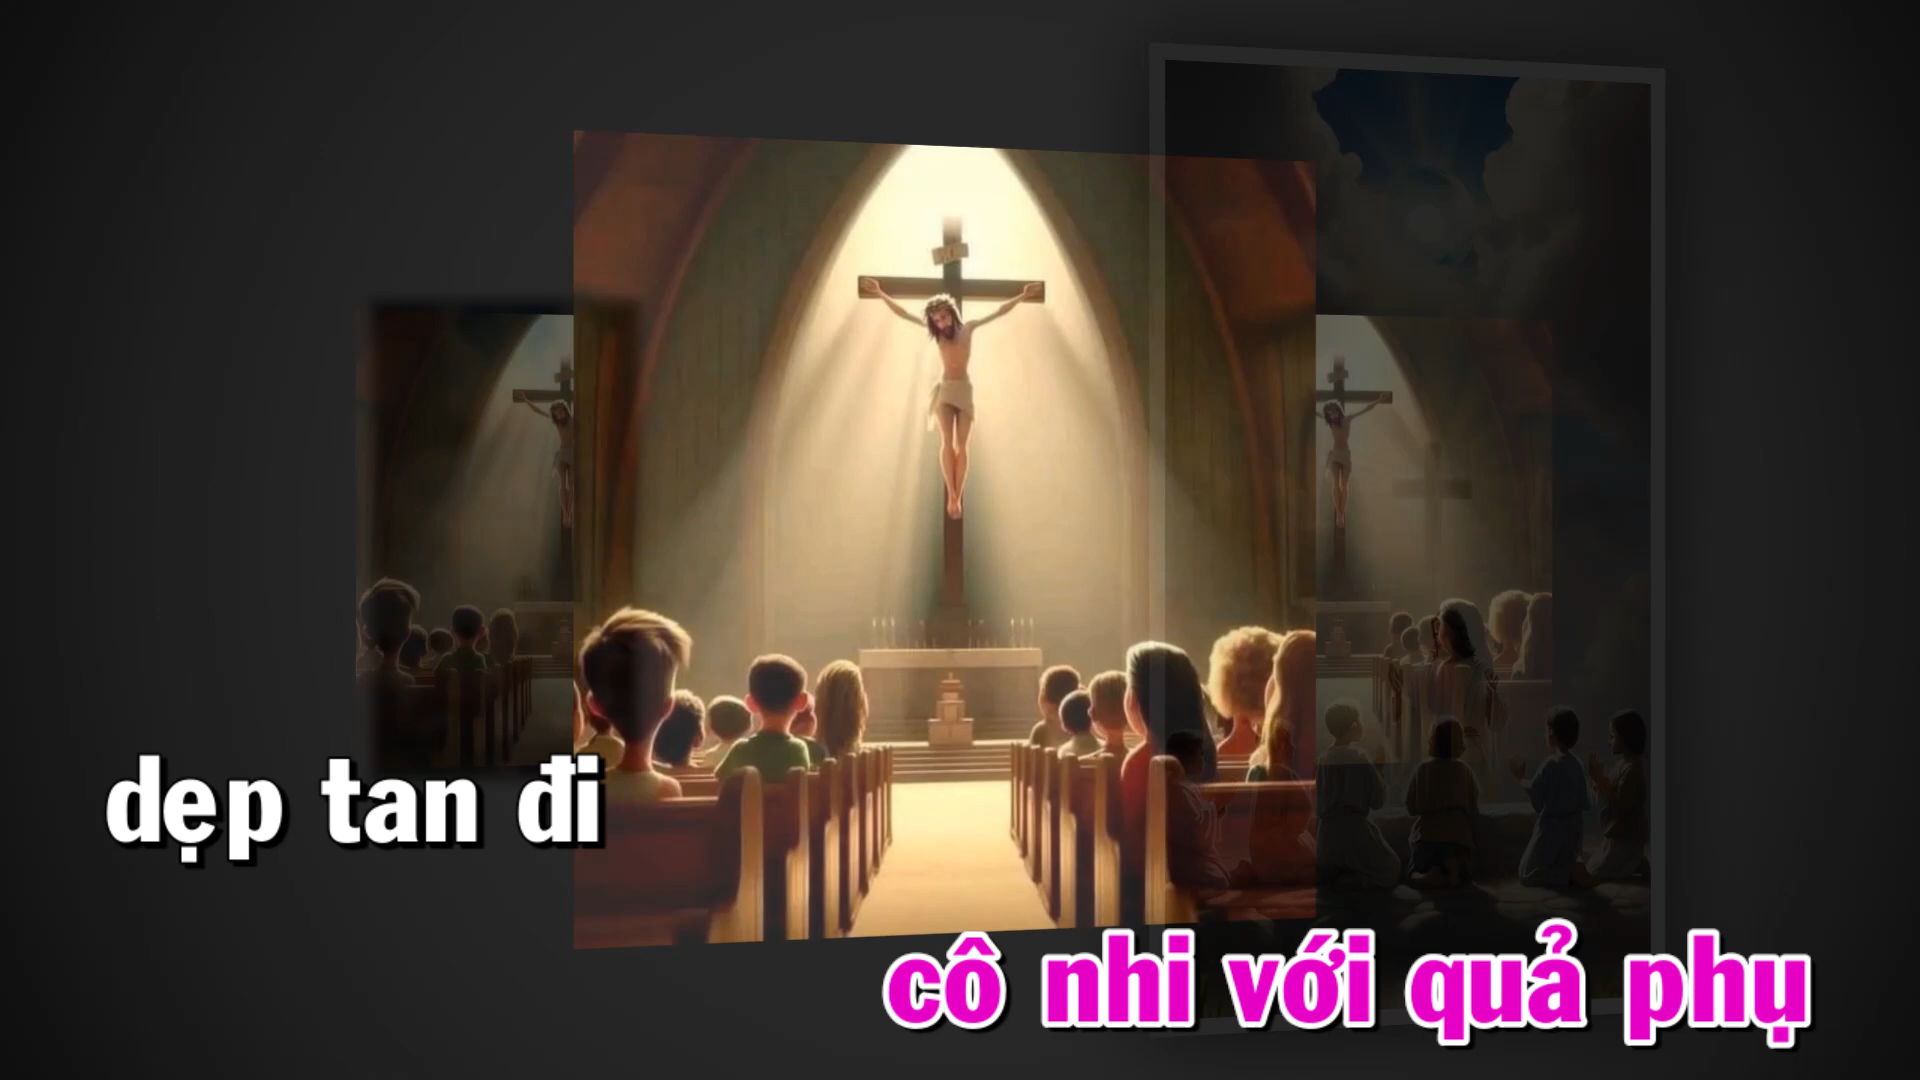 dẹp tan đi
cô nhi với quả phụ